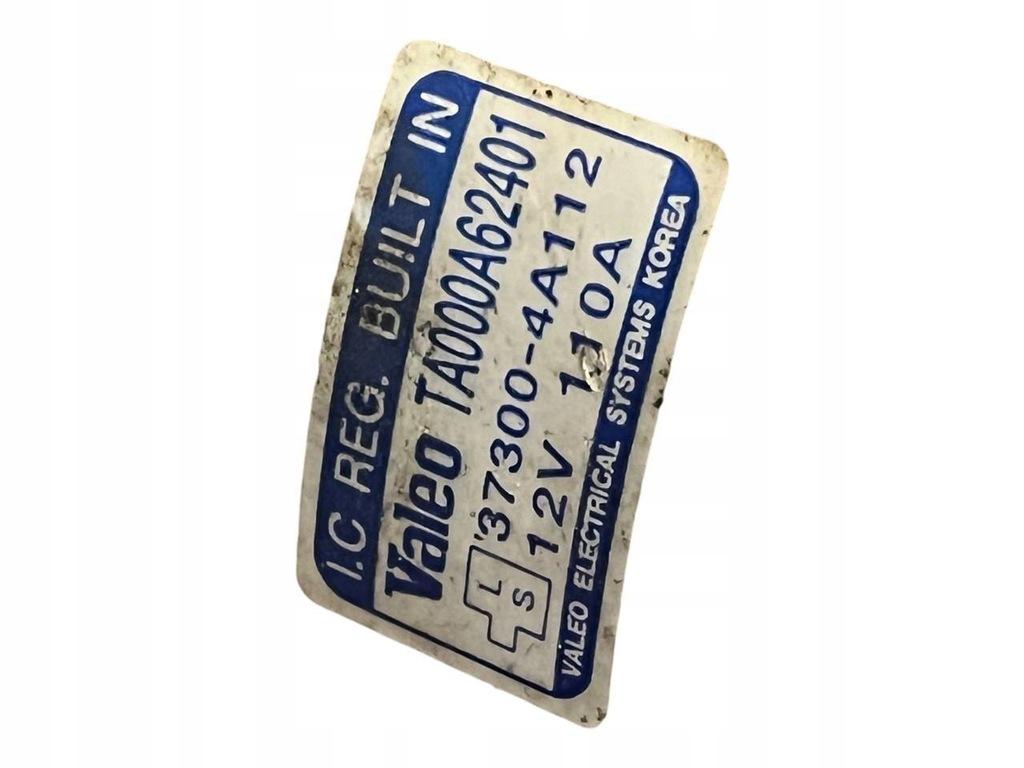 I.C REG. BUILT IN
Valeo TA000A62401
37300-4A112
L
S
12V 110A
VALEO ELECTRICAL SYSTEMS KOREA